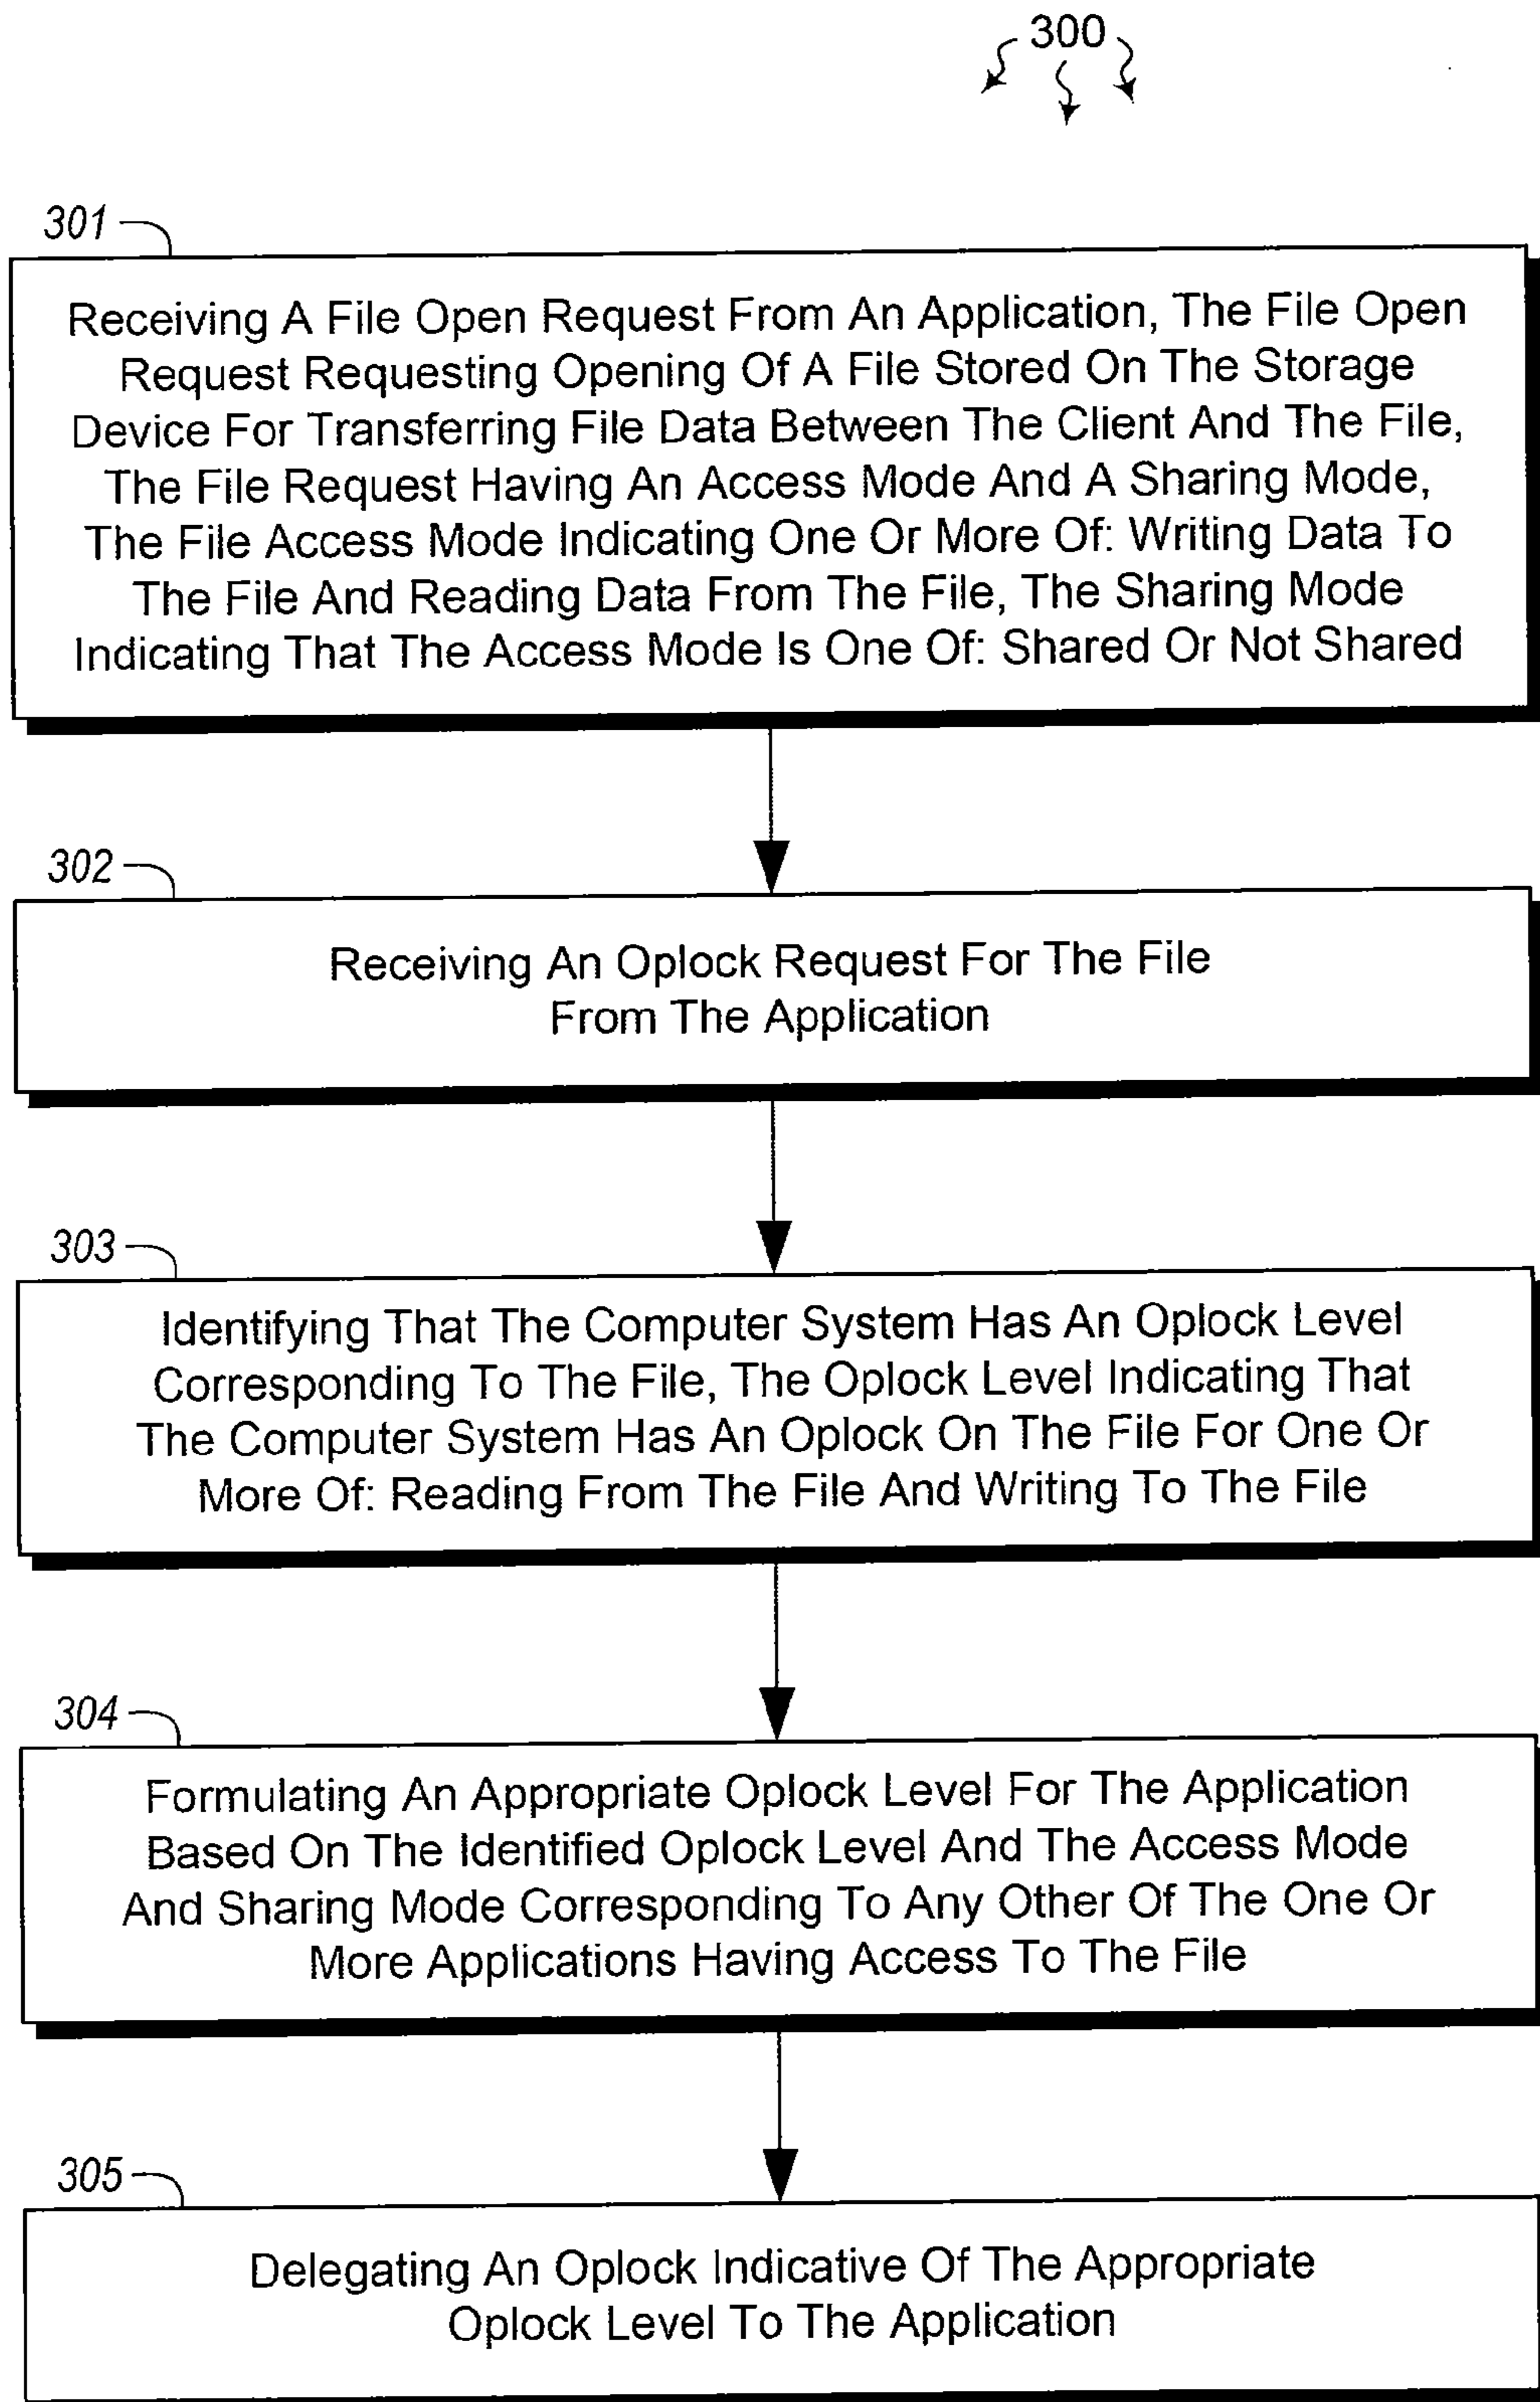 300
301
Receiving A File Open Request From An Application, The File Open
Request Requesting Opening Of A File Stored On The Storage
Device For Transferring File Data Between The Client And The File,
The File Request Having An Access Mode And A Sharing Mode,
The File Access Mode Indicating One Or More Of: Writing Data To
The File And Reading Data From The File, The Sharing Mode
Indicating That The Access Mode Is One Of: Shared Or Not Shared
302
Receiving An Oplock Request For The File
From The Application
303
Identifying That The Computer System Has An Oplock Level
Corresponding To The File, The Oplock Level Indicating That
The Computer System Has An Oplock On The File For One Or
More Of: Reading From The File And Writing To The File
304
Formulating An Appropriate Oplock Level For The Application
Based On The Identified Oplock Level And The Access Mode
And Sharing Mode Corresponding To Any Other Of The One Or
More Applications Having Access To The File
305
Delegating An Oplock Indicative Of The Appropriate
Oplock Level To The Application